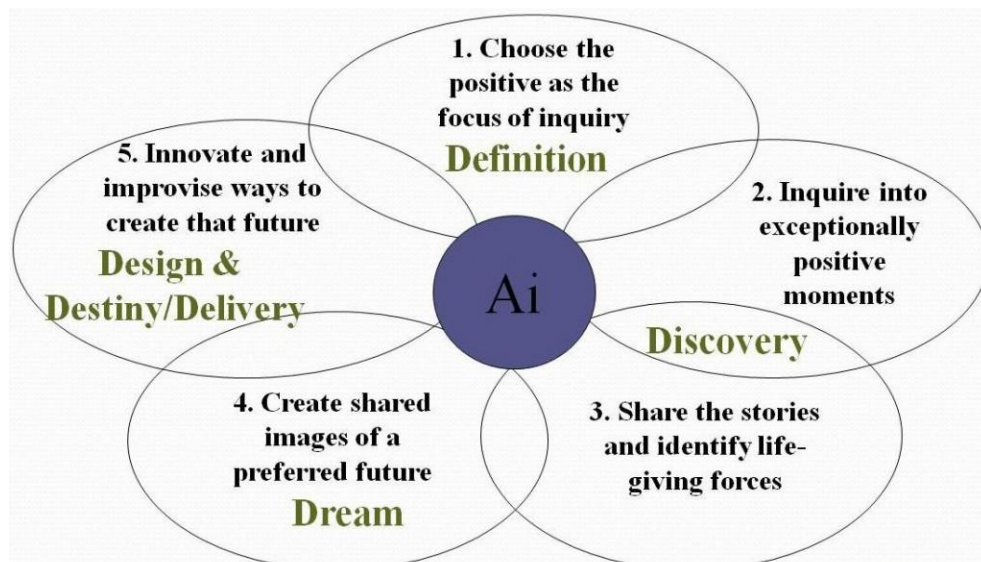 1. Choose the
positive as the
focus of inquiry
Definition
2. Inquire into
exceptionally
positive
moments
Discovery
3. Share the stories
and identify life-
giving forces
4. Create shared
images of a
preferred future
Dream
5. Innovate and
improvise ways to
create that future
Design &
Destiny/Delivery
Ai